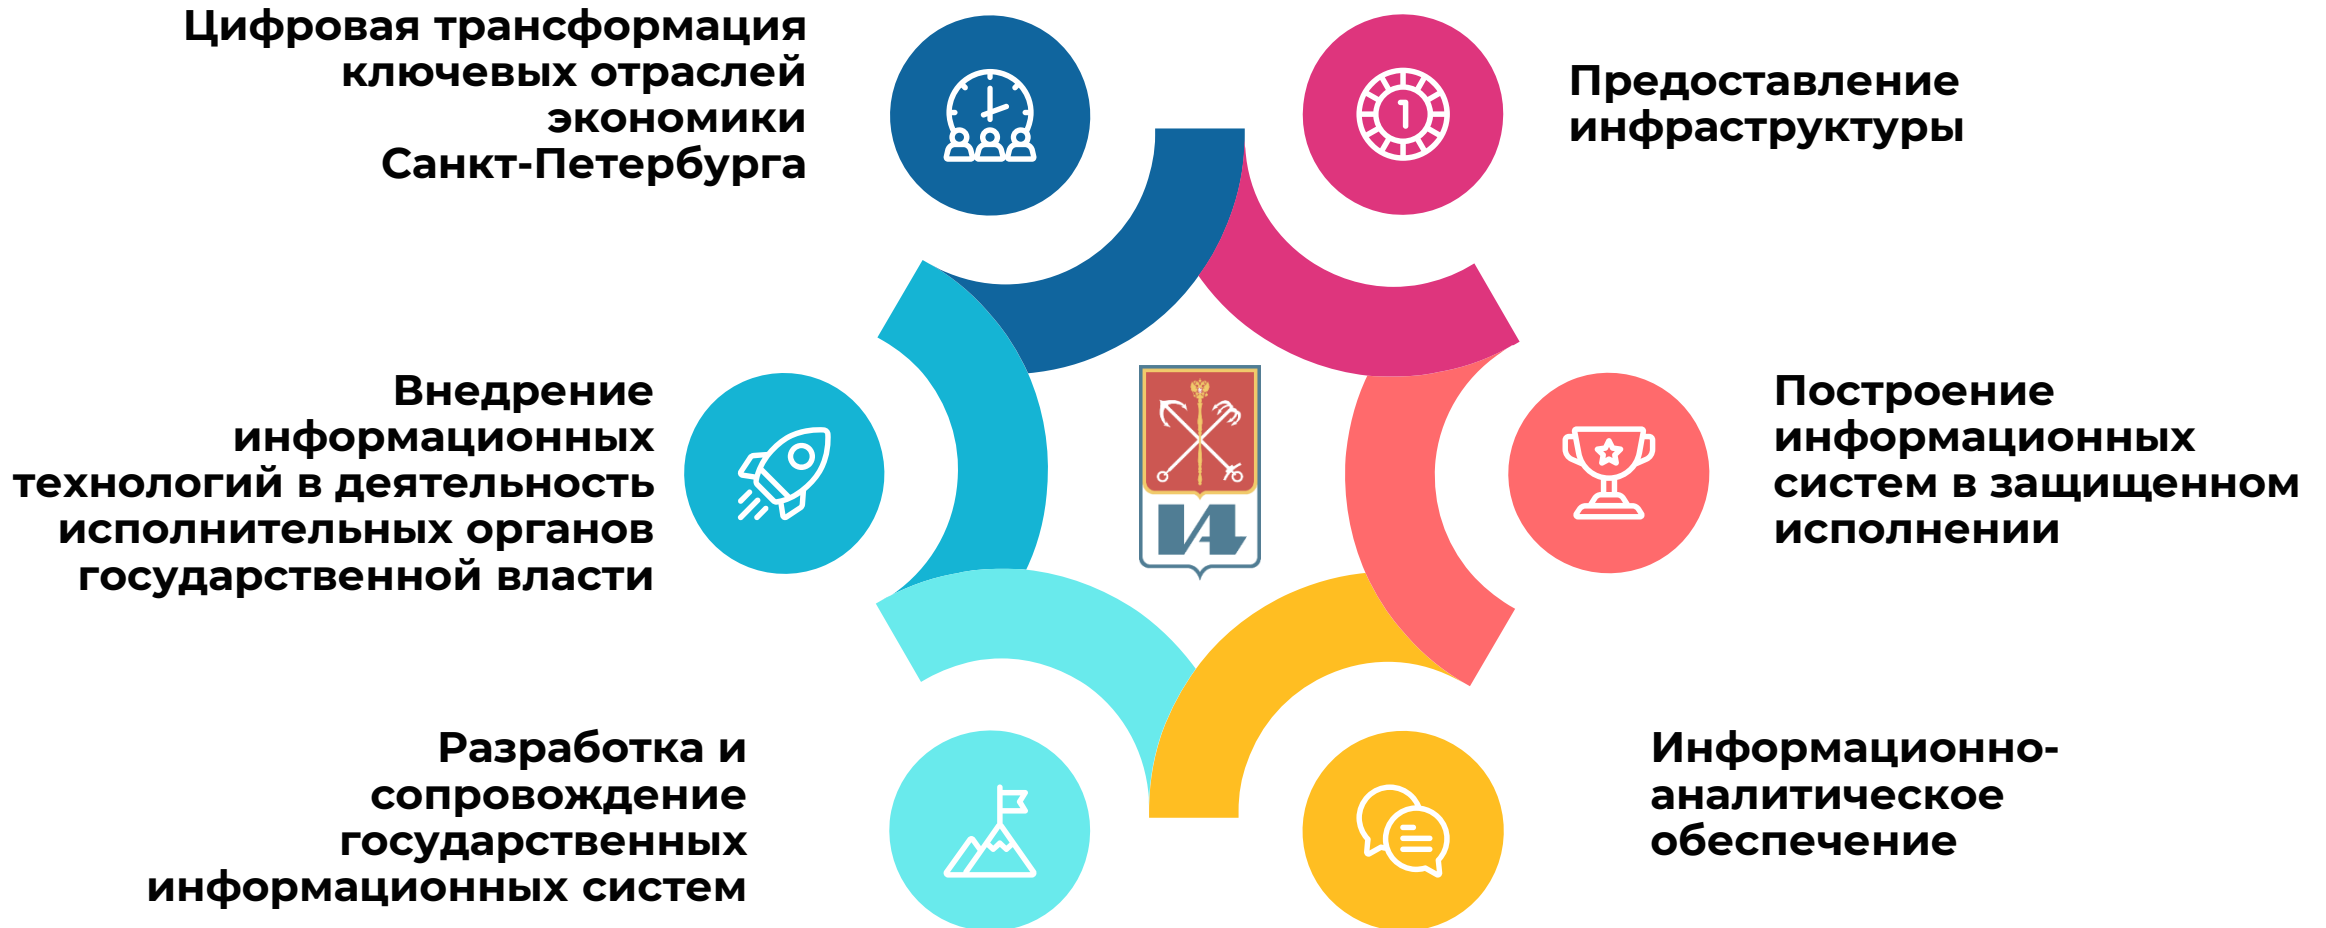 Цифровая трансформация
ключевых отраслей
экономики
Санкт-Петербурга
Предоставление
инфраструктуры
Внедрение
информационных
технологий в деятельность
исполнительных органов
государственной власти
Построение
информационных
систем в защищенном
исполнении
Разработка и
сопровождение
государственных
информационных систем
Информационно-
аналитическое
обеспечение
1